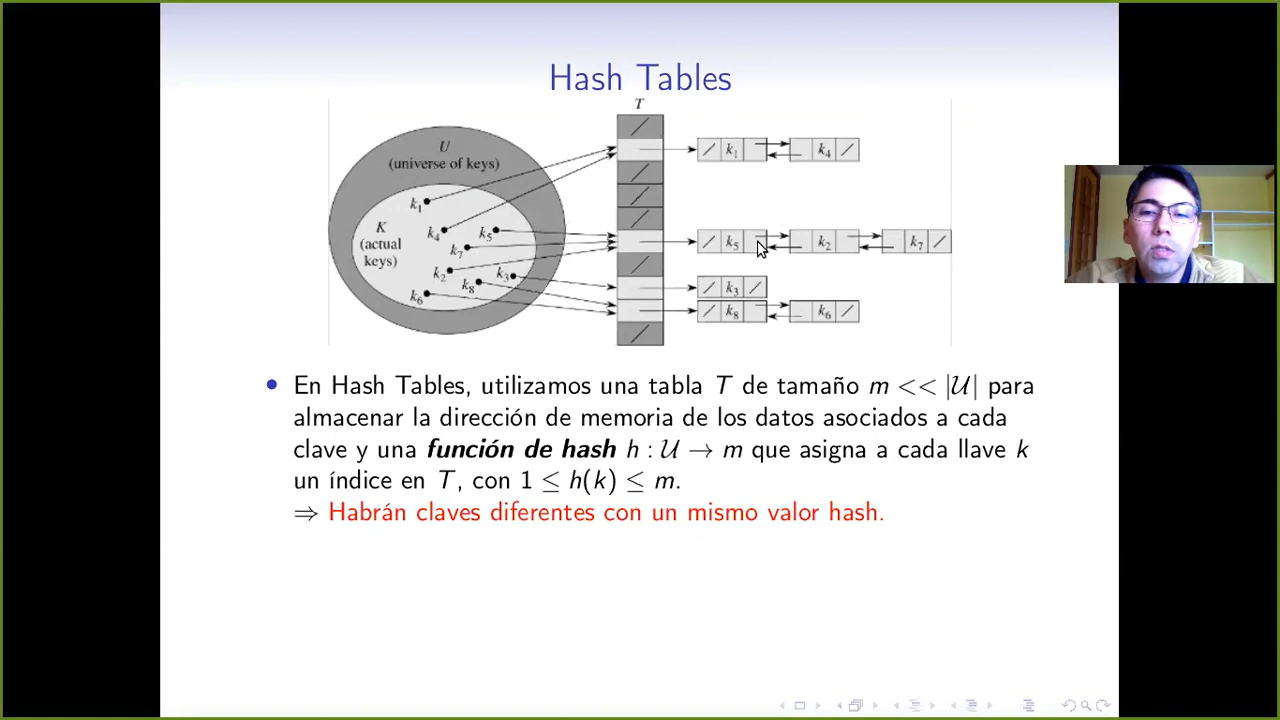 Hash Tables
T
U
(universe of keys)
K
(actual
keys)
k1
k4
k5
k7
k2
k3
k8
k6
k1 k4
k5 k2 k7
k3
k8 k6
• En Hash Tables, utilizamos una tabla T de tamaño m << |U| para
almacenar la dirección de memoria de los datos asociados a cada
clave y una función de hash h : U → m que asigna a cada llave k
un índice en T, con 1 ≤ h(k) ≤ m.
⇒ Habrán claves diferentes con un mismo valor hash.